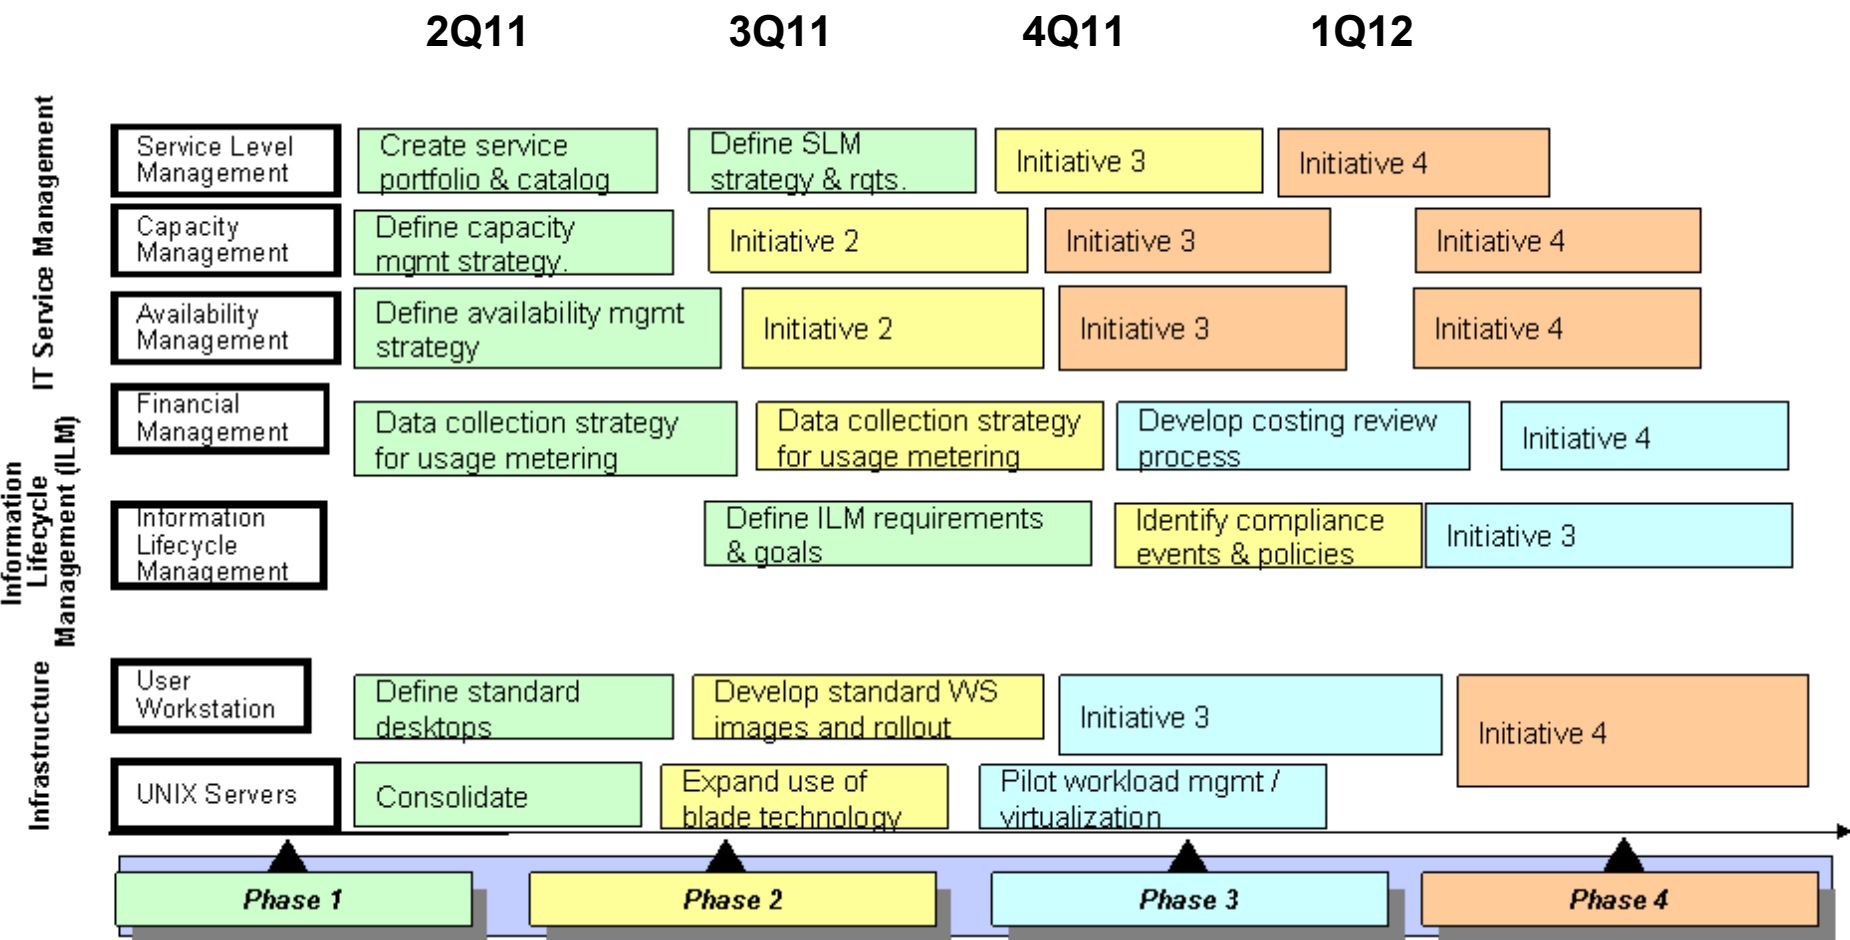 2Q11 3Q11 4Q11 1Q12
IT Service Management
Service Level
Management
Create service
portfolio & catalog
Define SLM
strategy & rqts.
Initiative 3
Initiative 4
Capacity
Management
Define capacity
mgmt strategy.
Initiative 2
Initiative 3
Initiative 4
Availability
Management
Define availability mgmt
strategy
Initiative 2
Initiative 3
Initiative 4
Financial
Management
Data collection strategy
for usage metering
Data collection strategy
for usage metering
Develop costing review
process
Initiative 4
Information
Lifecycle
Management (ILM)
Information
Lifecycle
Management
Define ILM requirements
& goals
Identify compliance
events & policies
Initiative 3
Infrastructure
User
Workstation
Define standard
desktops
Develop standard WS
images and rollout
Initiative 3
Initiative 4
UNIX Servers
Consolidate
Expand use of
blade technology
Pilot workload mgmt /
virtualization
Phase 1
Phase 2
Phase 3
Phase 4